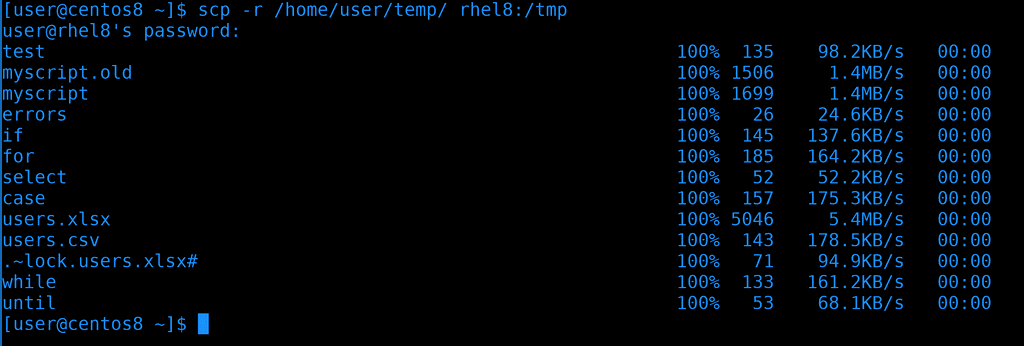 [user@centos8 ~]$ scp -r /home/user/temp/ rhel8:/tmp
user@rhel8's password:
test 100% 135 98.2KB/s 00:00
myscript.old 100% 1506 1.4MB/s 00:00
myscript 100% 1699 1.4MB/s 00:00
errors 100% 26 24.6KB/s 00:00
if 100% 145 137.6KB/s 00:00
for 100% 185 164.2KB/s 00:00
select 100% 52 52.2KB/s 00:00
case 100% 157 175.3KB/s 00:00
users.xlsx 100% 5046 5.4MB/s 00:00
users.csv 100% 143 178.5KB/s 00:00
.~lock.users.xlsx# 100% 71 94.9KB/s 00:00
while 100% 133 161.2KB/s 00:00
until 100% 53 68.1KB/s 00:00
[user@centos8 ~]$